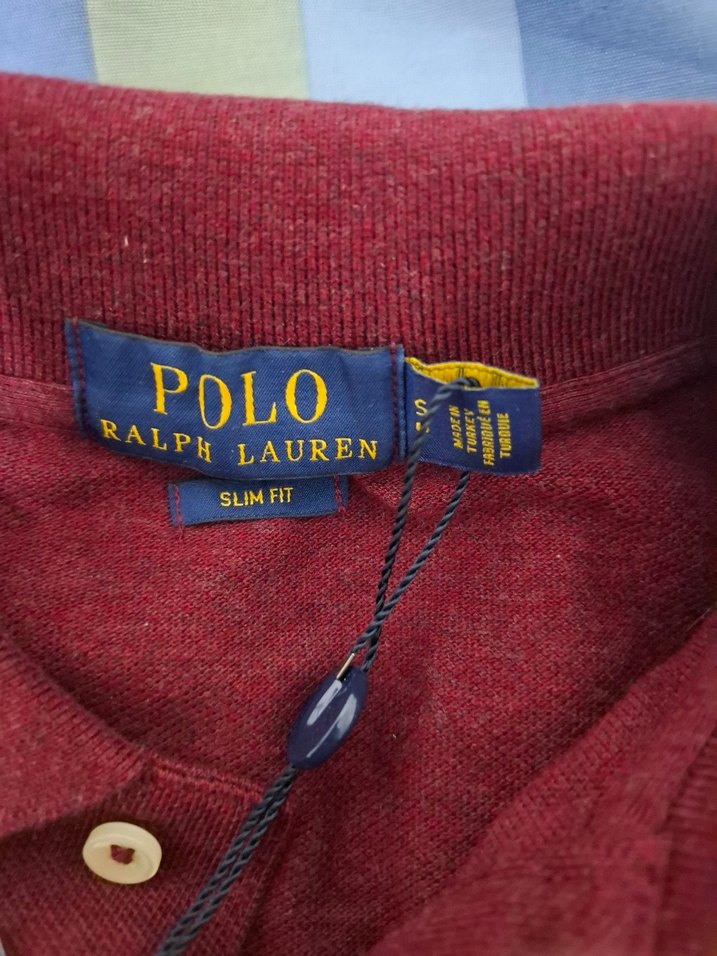 POLO
RALPH LAUREN
SLIM FIT
S
MADE IN
TURKEY
FABRIQUÉ EN
TURQUIE